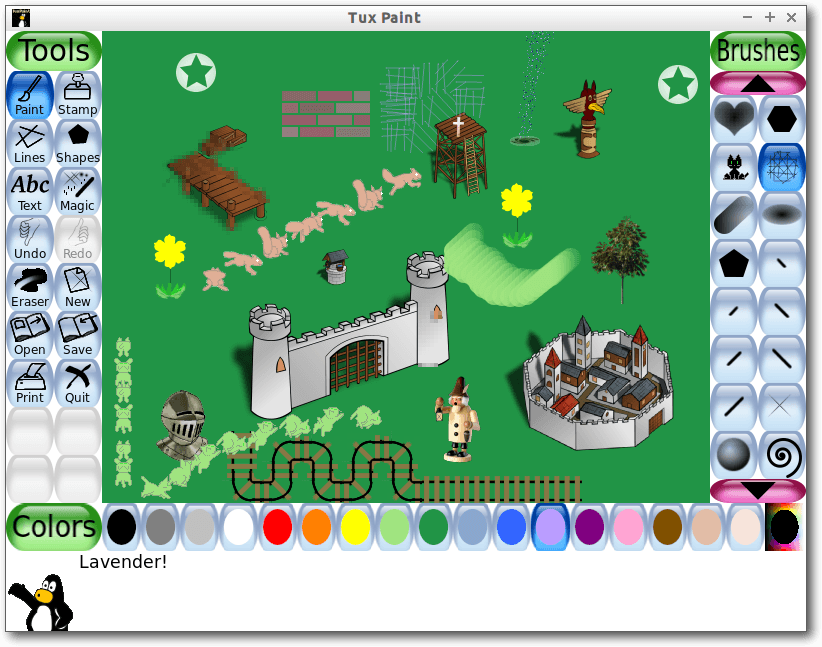 Tux Paint
Tools
Brushes
Paint
Stamp
Lines
Shapes
Abc
Text
Magic
Undo
Redo
Eraser
New
Open
Save
Print
Quit
Colors
Lavender!